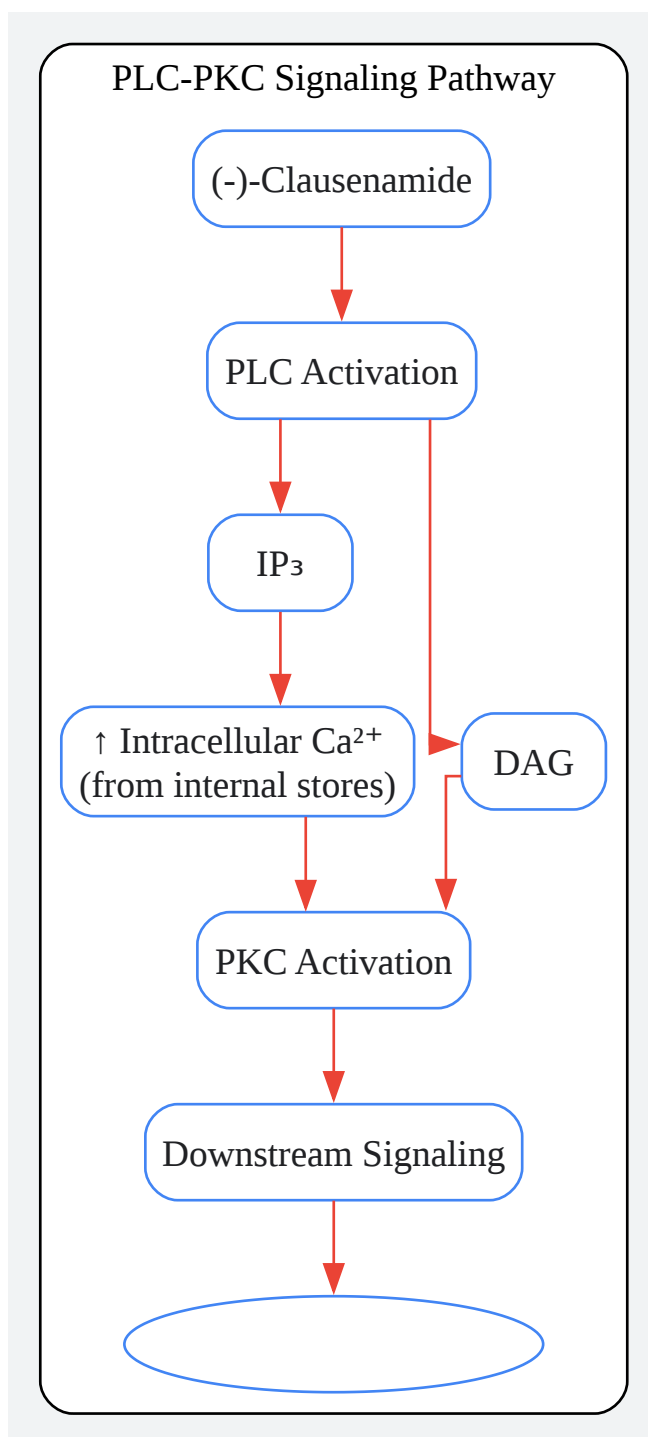 PLC-PKC Signaling Pathway
(-)-Clausenamide
PLC Activation
IP₃
↑ Intracellular Ca²⁺
(from internal stores)
DAG
PKC Activation
Downstream Signaling